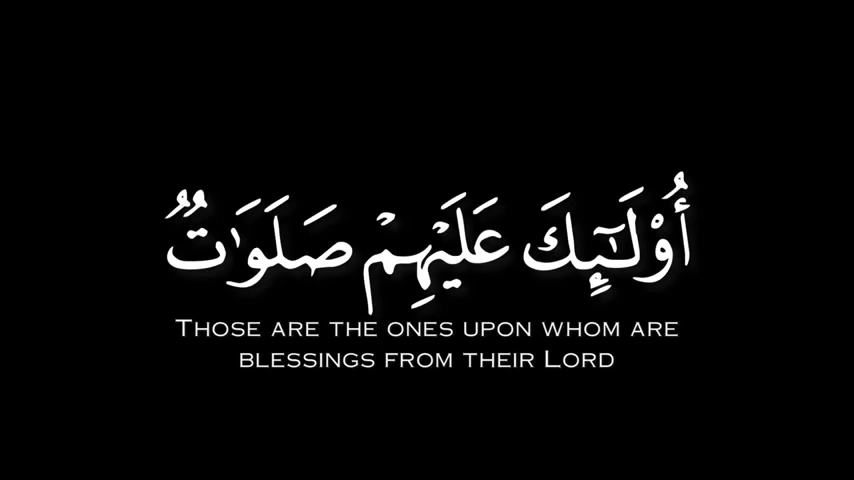 أُو۟لَـٰٓئِكَ عَلَيْهِمْ صَلَوَٰتٌ
THOSE ARE THE ONES UPON WHOM ARE
BLESSINGS FROM THEIR LORD